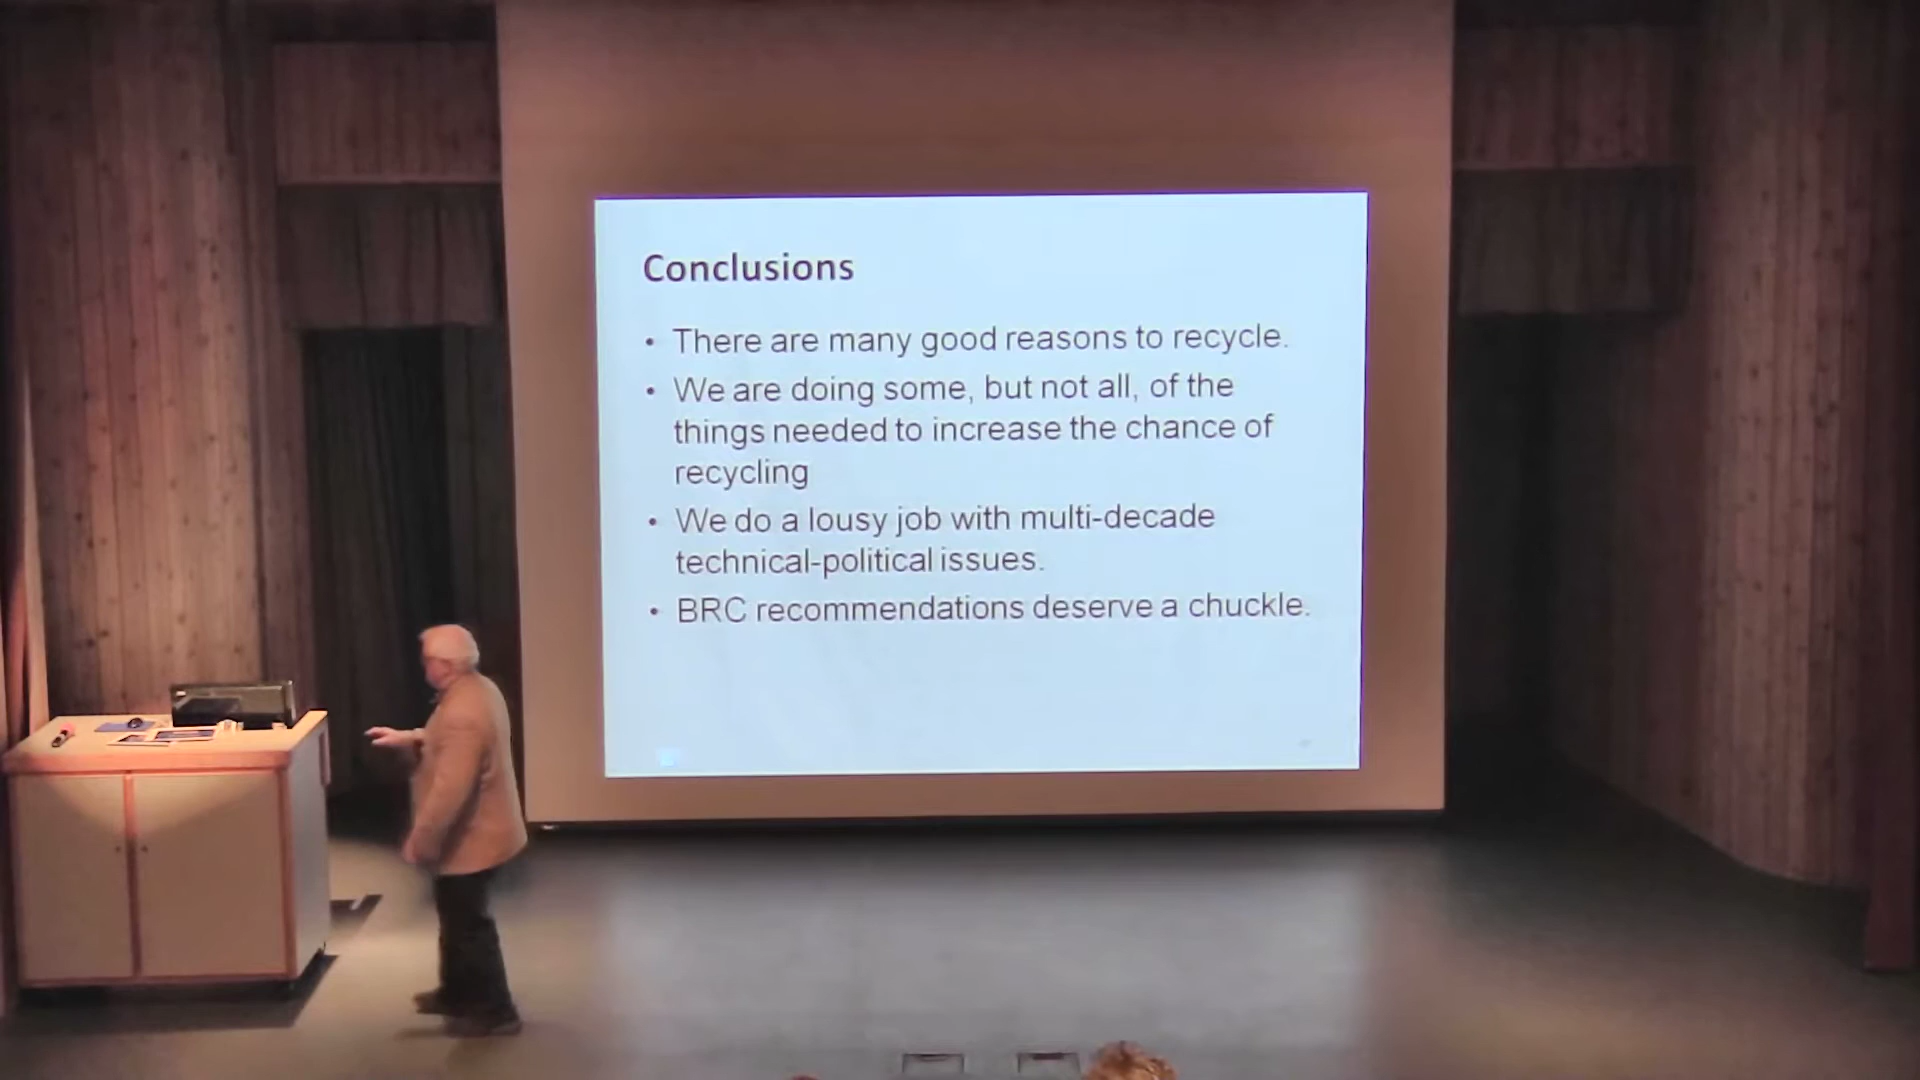 Conclusions
• There are many good reasons to recycle.
• We are doing some, but not all, of the
things needed to increase the chance of
recycling
• We do a lousy job with multi-decade
technical-political issues.
• BRC recommendations deserve a chuckle.